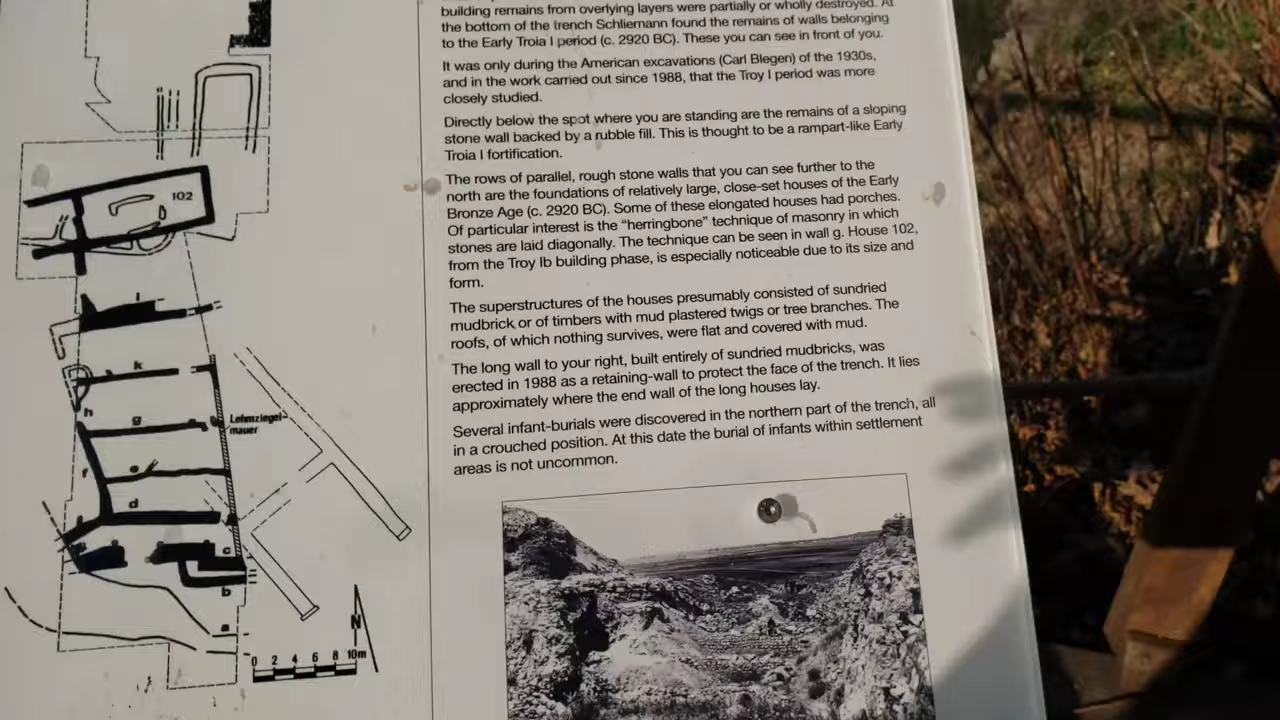 building remains from overlying layers were partially or wholly destroyed. At
the bottom of the trench Schliemann found the remains of walls belonging
to the Early Troia I period (c. 2920 BC). These you can see in front of you.
It was only during the American excavations (Carl Blegen) of the 1930s,
and in the work carried out since 1988, that the Troy I period was more
closely studied.
Directly below the spot where you are standing are the remains of a sloping
stone wall backed by a rubble fill. This is thought to be a rampart-like Early
Troia I fortification.
The rows of parallel, rough stone walls that you can see further to the
north are the foundations of relatively large, close-set houses of the Early
Bronze Age (c. 2920 BC). Some of these elongated houses had porches.
Of particular interest is the “herringbone” technique of masonry in which
stones are laid diagonally. The technique can be seen in wall g. House 102,
from the Troy Ib building phase, is especially noticeable due to its size and
form.
The superstructures of the houses presumably consisted of sundried
mudbrick or of timbers with mud plastered twigs or tree branches. The
roofs, of which nothing survives, were flat and covered with mud.
The long wall to your right, built entirely of sundried mudbricks, was
erected in 1988 as a retaining-wall to protect the face of the trench. It lies
approximately where the end wall of the long houses lay.
Several infant-burials were discovered in the northern part of the trench, all
in a crouched position. At this date the burial of infants within settlement
areas is not uncommon.
102
k
h
g
Lehmziegel-
mauer
f
e
d
c
b
a
N
0 2 4 6 8 10m